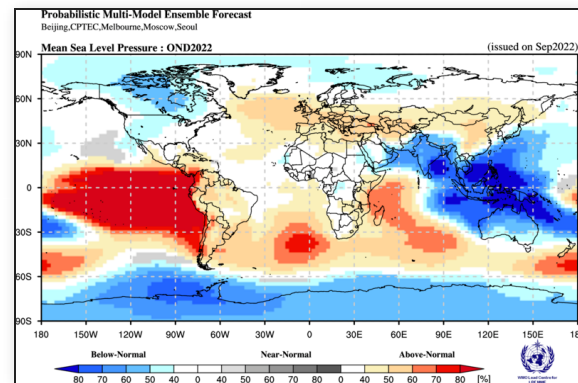 Probabilistic Multi-Model Ensemble Forecast
Beijing,CPTEC,Melbourne,Moscow,Seoul
Mean Sea Level Pressure : OND2022 (issued on Sep2022)
90N
60N
30N
0
30S
60S
90S
180 150W 120W 90W 60W 30W 0 30E 60E 90E 120E 150E 18
Below-Normal Near-Normal Above-Normal
80 70 60 50 40 0 40 50 60 70 80 0 40 50 60 70 80 [%]